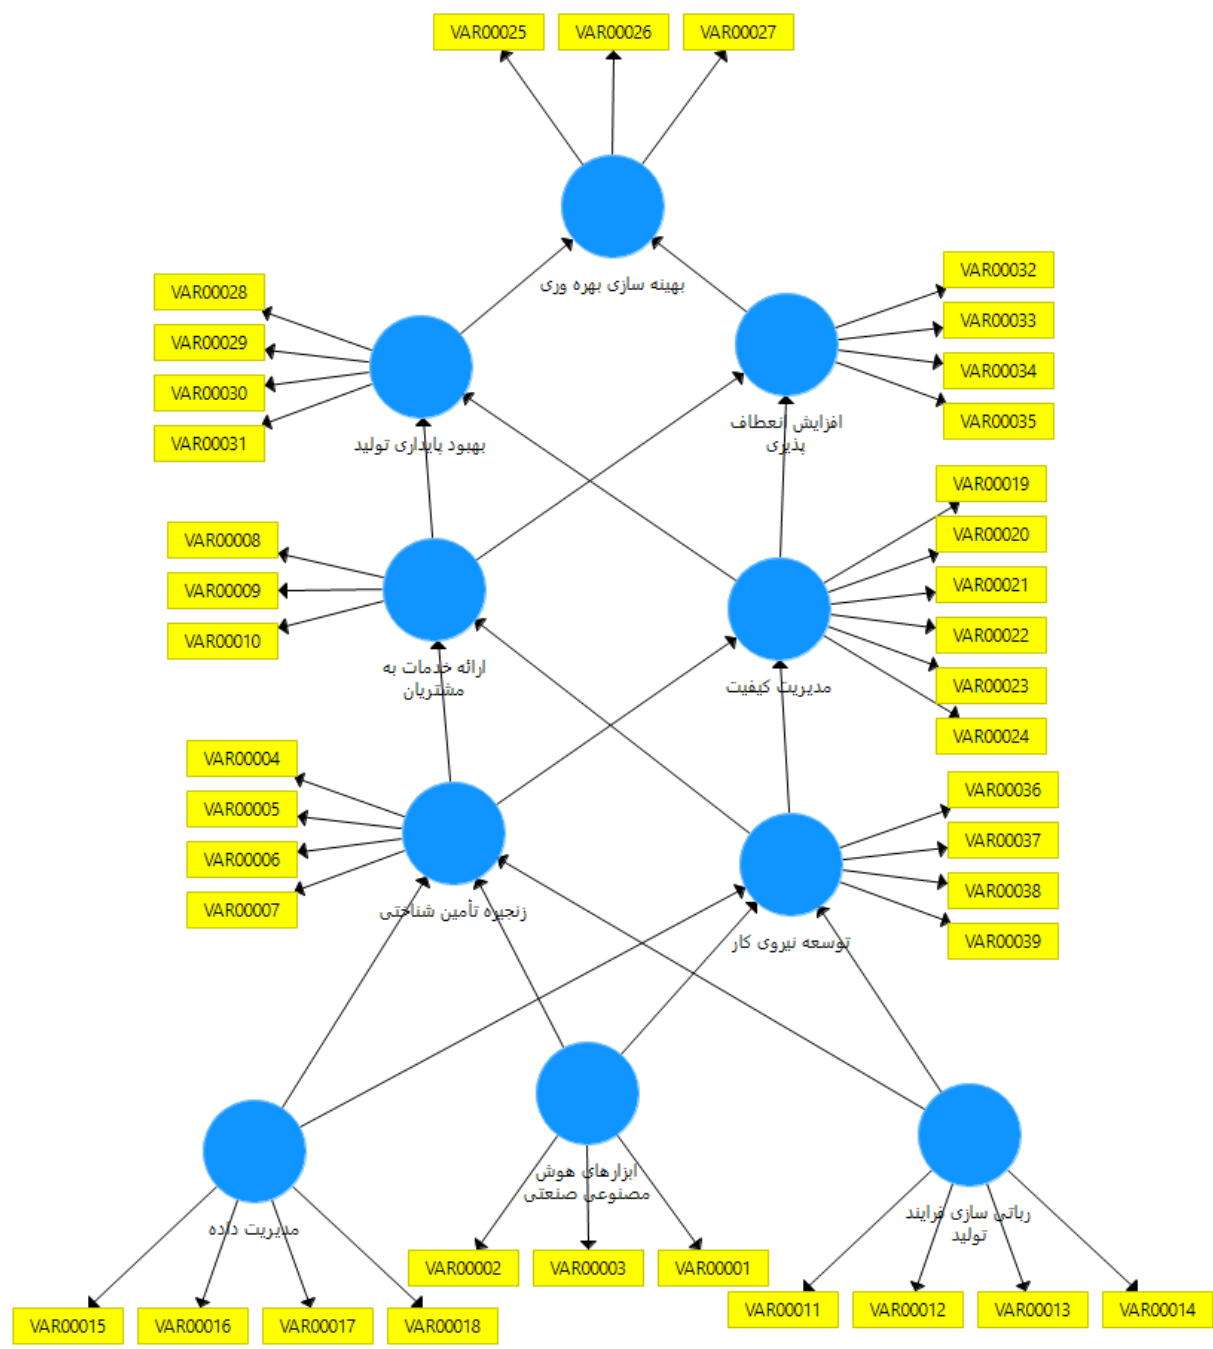 VAR00025
VAR00026
VAR00027
بهینه سازی بهره وری
VAR00028
VAR00029
VAR00030
VAR00031
بهبود پایداری تولید
VAR00032
VAR00033
VAR00034
VAR00035
افزایش انعطاف
پذیری
VAR00008
VAR00009
VAR00010
ارائه خدمات به
مشتریان
VAR00019
VAR00020
VAR00021
VAR00022
VAR00023
VAR00024
مدیریت کیفیت
VAR00004
VAR00005
VAR00006
VAR00007
زنجیره تأمین شناختی
VAR00036
VAR00037
VAR00038
VAR00039
توسعه نیروی کار
مدیریت داده
VAR00015
VAR00016
VAR00017
VAR00018
ابزارهای هوش
مصنوعی صنعتی
VAR00002
VAR00003
VAR00001
رباتی سازی فرایند
تولید
VAR00011
VAR00012
VAR00013
VAR00014